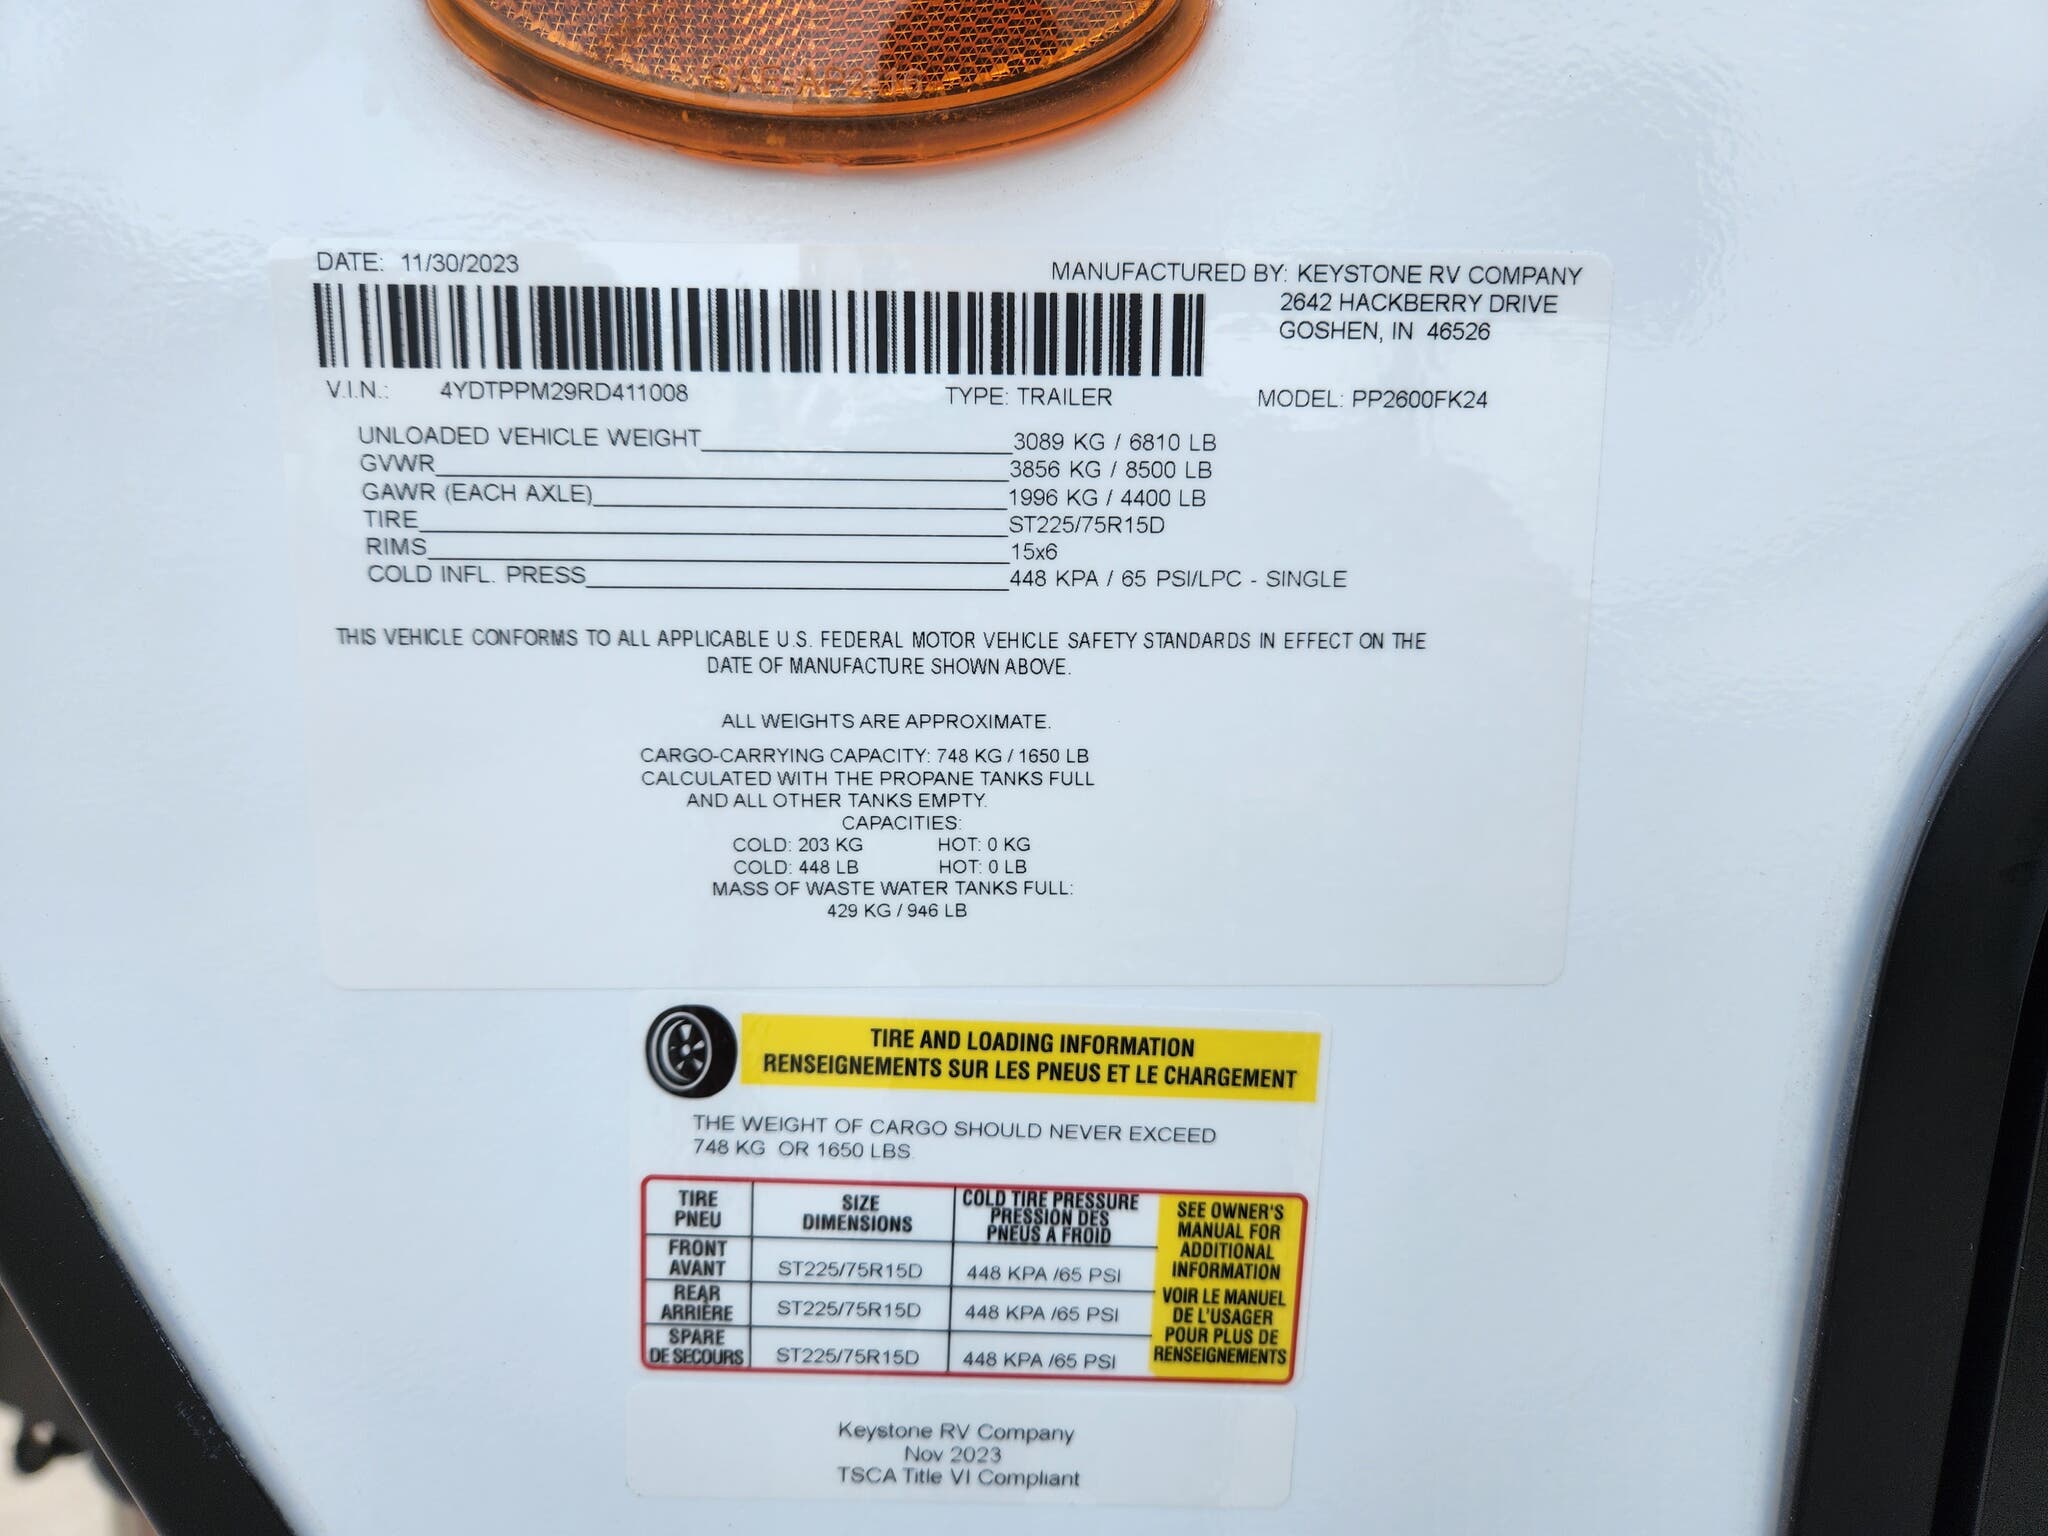 SAE-AP2-16
DATE: 11/30/2023
MANUFACTURED BY: KEYSTONE RV COMPANY
2642 HACKBERRY DRIVE
GOSHEN, IN 46526
V.I.N.: 4YDTPPM29RD411008 TYPE: TRAILER MODEL: PP2600FK24
UNLOADED VEHICLE WEIGHT 3089 KG / 6810 LB
GVWR 3856 KG / 8500 LB
GAWR (EACH AXLE) 1996 KG / 4400 LB
TIRE ST225/75R15D
RIMS 15x6
COLD INFL. PRESS 448 KPA / 65 PSI/LPC - SINGLE
THIS VEHICLE CONFORMS TO ALL APPLICABLE U.S. FEDERAL MOTOR VEHICLE SAFETY STANDARDS IN EFFECT ON THE
DATE OF MANUFACTURE SHOWN ABOVE.
ALL WEIGHTS ARE APPROXIMATE.
CARGO-CARRYING CAPACITY: 748 KG / 1650 LB
CALCULATED WITH THE PROPANE TANKS FULL
AND ALL OTHER TANKS EMPTY.
CAPACITIES:
COLD: 203 KG HOT: 0 KG
COLD: 448 LB HOT: 0 LB
MASS OF WASTE WATER TANKS FULL:
429 KG / 946 LB
TIRE AND LOADING INFORMATION
RENSEIGNEMENTS SUR LES PNEUS ET LE CHARGEMENT
THE WEIGHT OF CARGO SHOULD NEVER EXCEED
748 KG OR 1650 LBS.
TIRE
PNEU
SIZE
DIMENSIONS
COLD TIRE PRESSURE
PRESSION DES
PNEUS A FROID
FRONT
AVANT
ST225/75R15D
448 KPA /65 PSI
REAR
ARRIÈRE
ST225/75R15D
448 KPA /65 PSI
SPARE
DE SECOURS
ST225/75R15D
448 KPA /65 PSI
SEE OWNER'S
MANUAL FOR
ADDITIONAL
INFORMATION
VOIR LE MANUEL
DE L'USAGER
POUR PLUS DE
RENSEIGNEMENTS
Keystone RV Company
Nov 2023
TSCA Title VI Compliant